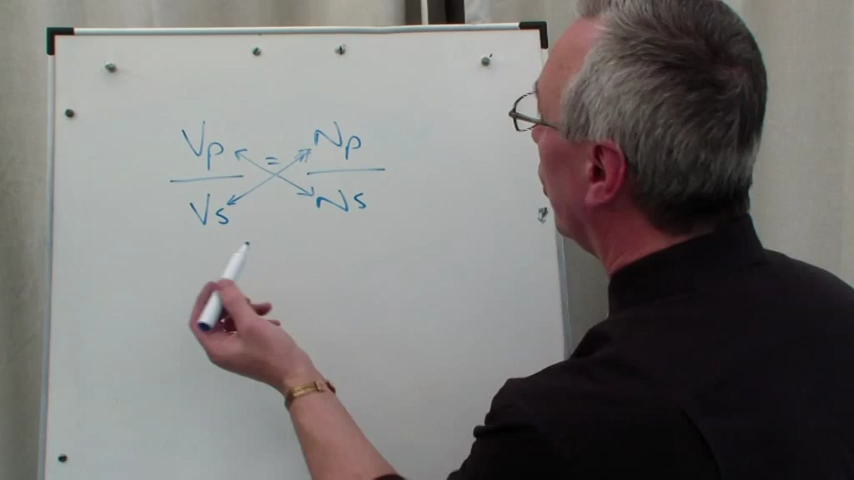 Vp = Np
Vs Ns